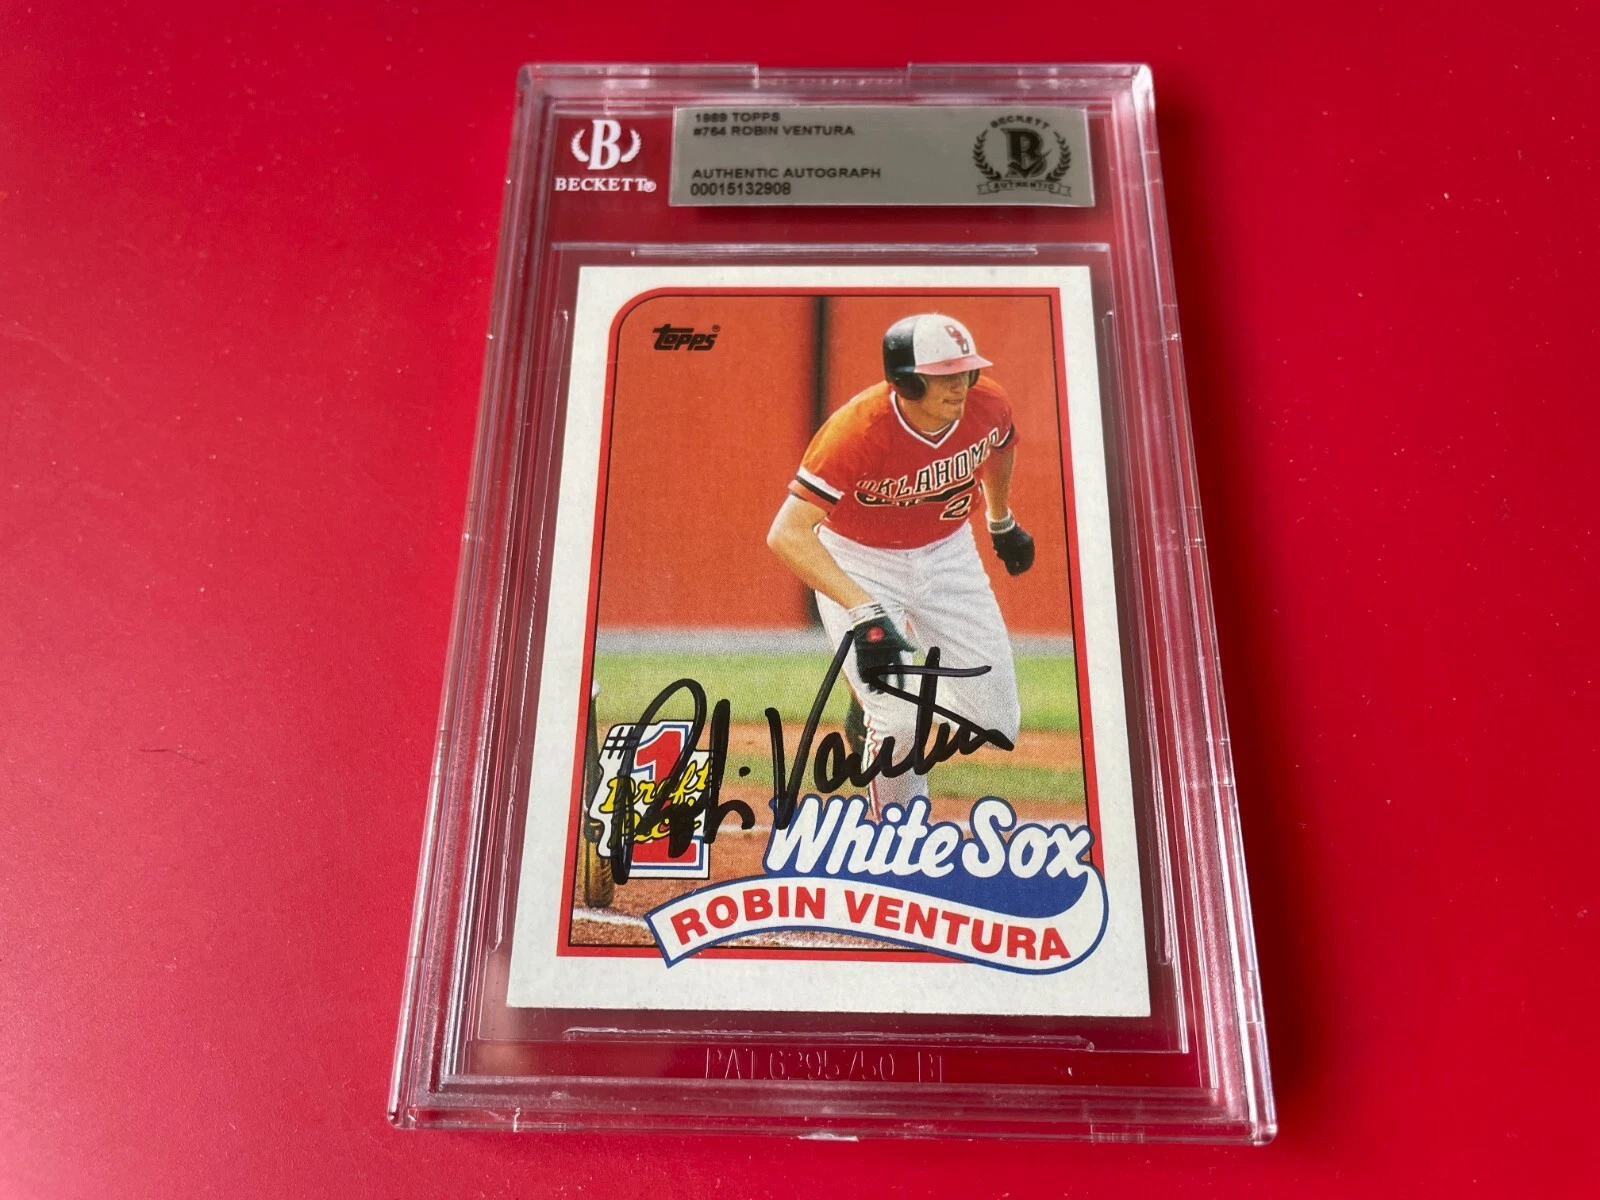 BECKETT®
1989 TOPPS
#764 ROBIN VENTURA
AUTHENTIC AUTOGRAPH
00015132908
BECKETT
B
AUTHENTIC
topps®
OKLAHOMA
2
#1
Draft
Pick
Robin Ventura
White Sox
ROBIN VENTURA